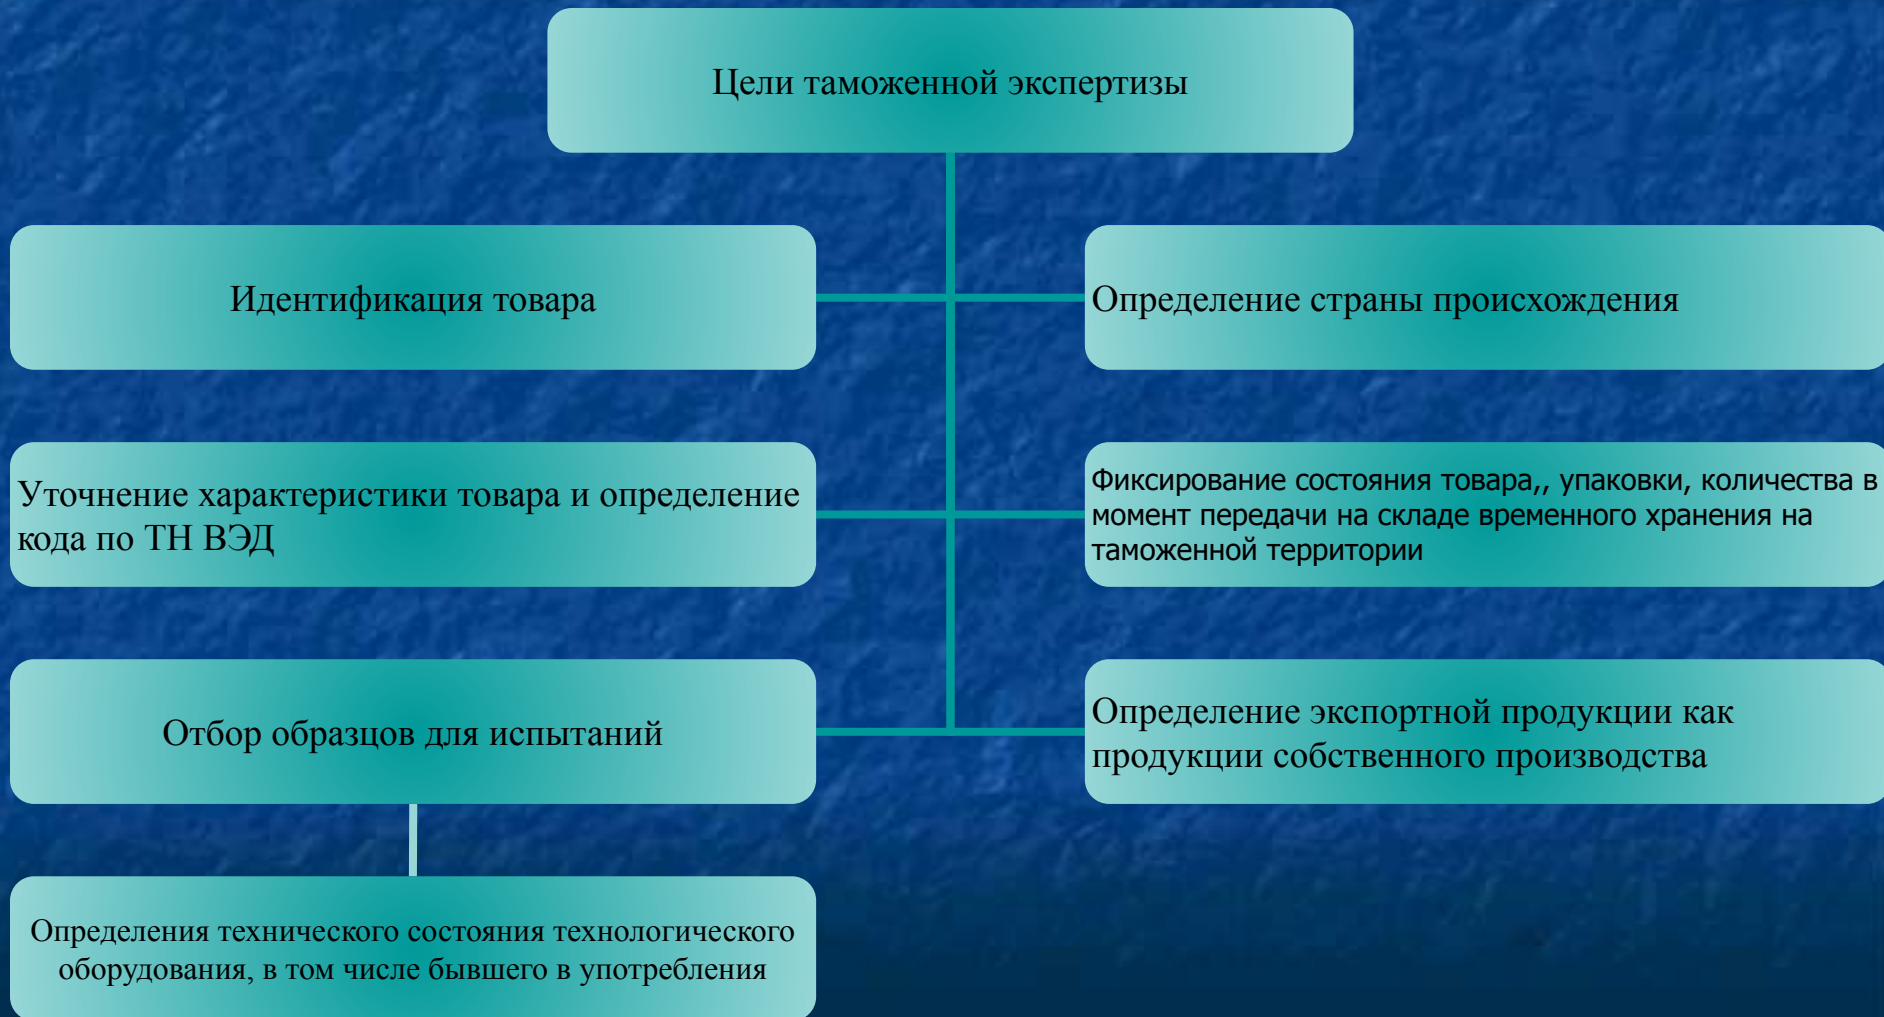 Цели таможенной экспертизы
Идентификация товара
Определение страны происхождения
Уточнение характеристики товара и определение
кода по ТН ВЭД
Фиксирование состояния товара,, упаковки, количества в
момент передачи на складе временного хранения на
таможенной территории
Отбор образцов для испытаний
Определение экспортной продукции как
продукции собственного производства
Определения технического состояния технологического
оборудования, в том числе бывшего в употребления